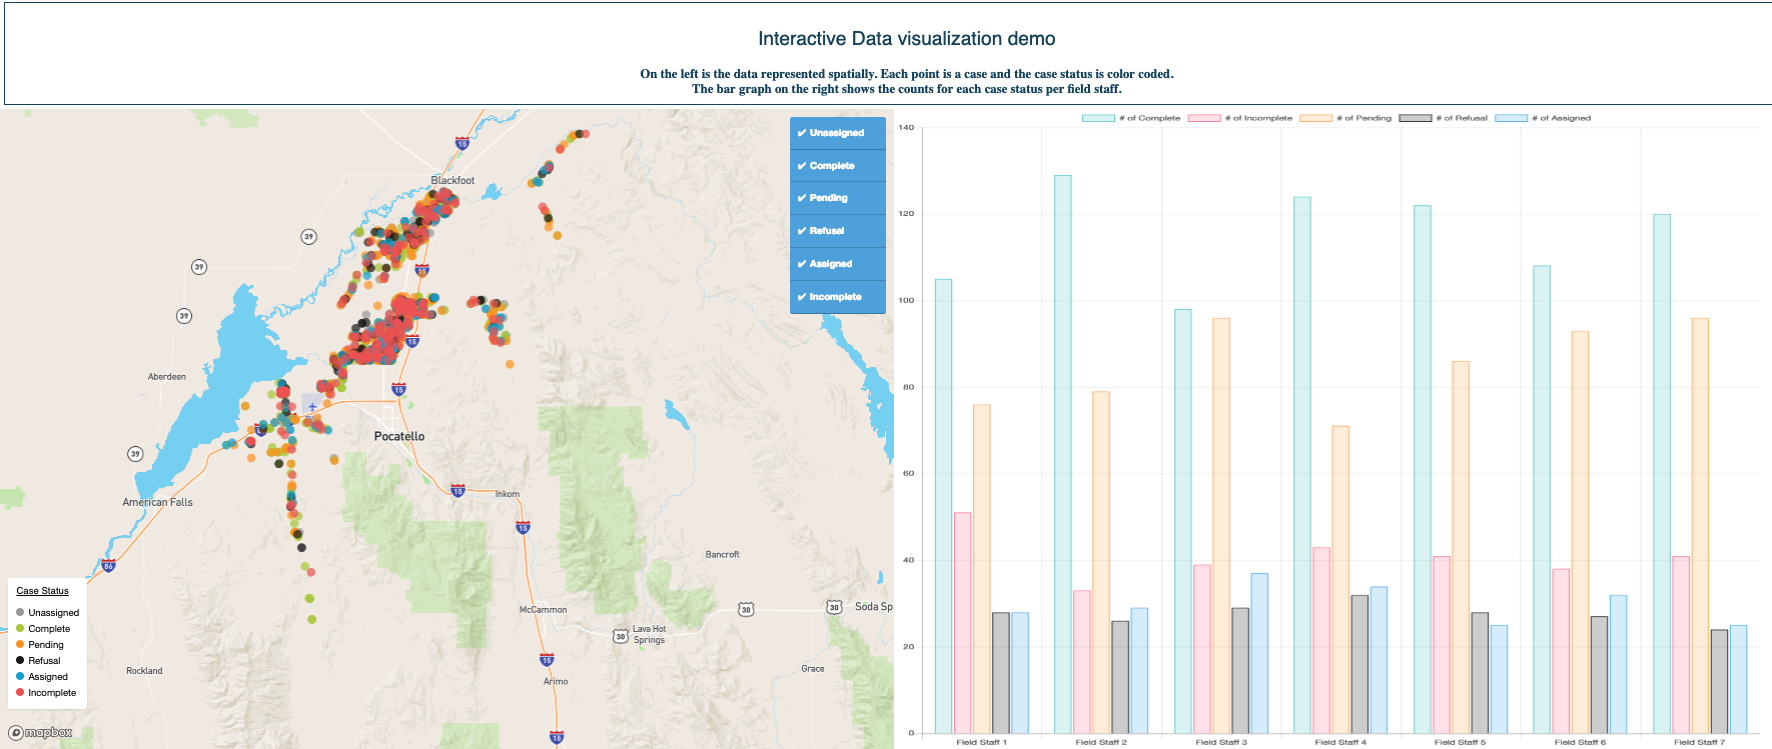 Interactive Data visualization demo
On the left is the data represented spatially. Each point is a case and the case status is color coded.
The bar graph on the right shows the counts for each case status per field staff.
✔ Unassigned
✔ Complete
✔ Pending
✔ Refusal
✔ Assigned
✔ Incomplete
15
Blackfoot
39
39
39
15
15
Aberdeen
15
Pocatello
39
American Falls
15
Inkom
15
Bancroft
86
McCammon
30
30
Soda Sp
30
Lava Hot
Springs
15
Grace
Rockland
Arimo
15
Case Status
Unassigned
Complete
Pending
Refusal
Assigned
Incomplete
mapbox
# of Complete
# of Incomplete
# of Pending
# of Refusal
# of Assigned
140
120
100
80
60
40
20
0
Field Staff 1
Field Staff 2
Field Staff 3
Field Staff 4
Field Staff 5
Field Staff 6
Field Staff 7